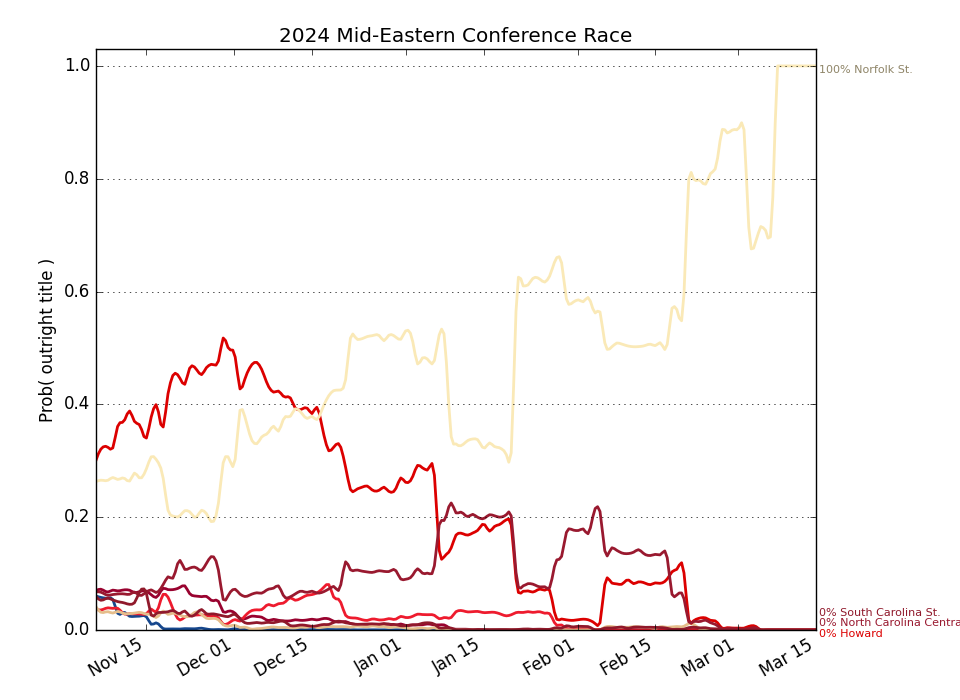 2024 Mid-Eastern Conference Race
Prob( outright title )
1.0
0.8
0.6
0.4
0.2
0.0
100% Norfolk St.
0% South Carolina St.
0% North Carolina Centra
0% Howard
Nov 15
Dec 01
Dec 15
Jan 01
Jan 15
Feb 01
Feb 15
Mar 01
Mar 15